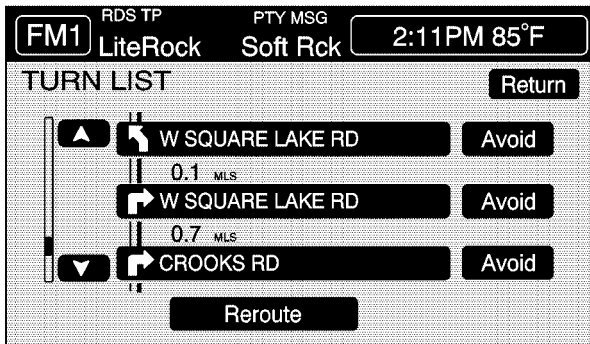 FM1 RDS TP PTY MSG
LiteRock Soft Rck 2:11PM 85°F
TURN LIST Return
W SQUARE LAKE RD Avoid
0.1 MLS
W SQUARE LAKE RD Avoid
0.7 MLS
CROOKS RD Avoid
Reroute